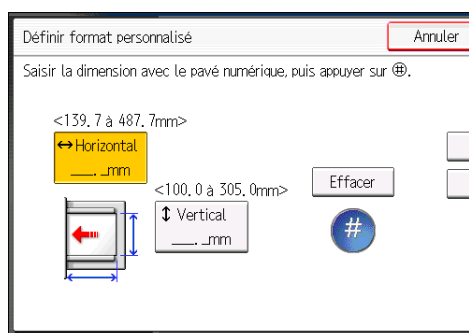 Définir format personnalisé
Annuler
Saisir la dimension avec le pavé numérique, puis appuyer sur ⊕.
<139.7 à 487.7mm>
↔Horizontal
___._mm
<100.0 à 305.0mm>
↕ Vertical
___._mm
Effacer
#